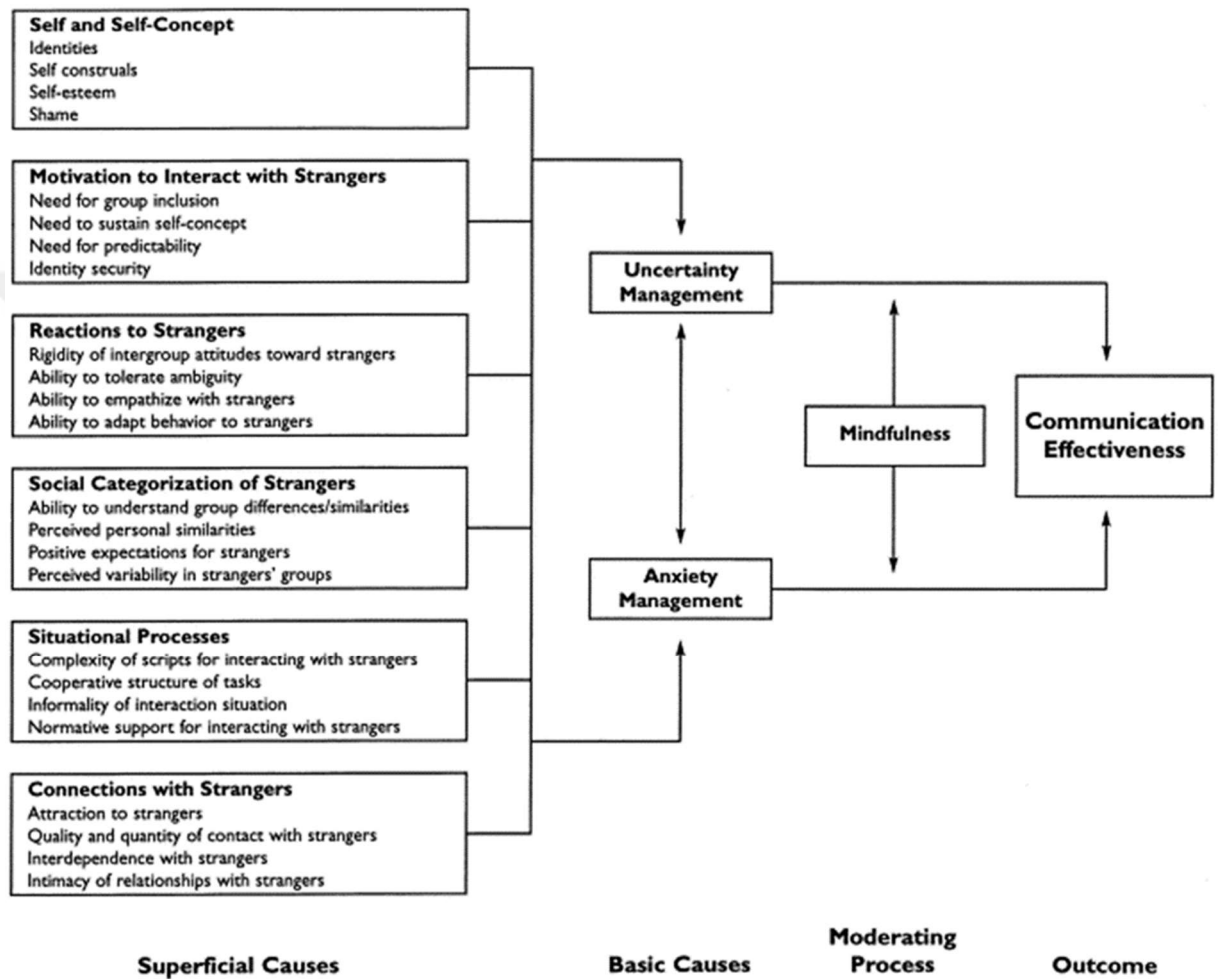 Self and Self-Concept
Identities
Self construals
Self-esteem
Shame
Motivation to Interact with Strangers
Need for group inclusion
Need to sustain self-concept
Need for predictability
Identity security
Reactions to Strangers
Rigidity of intergroup attitudes toward strangers
Ability to tolerate ambiguity
Ability to empathize with strangers
Ability to adapt behavior to strangers
Social Categorization of Strangers
Ability to understand group differences/similarities
Perceived personal similarities
Positive expectations for strangers
Perceived variability in strangers' groups
Situational Processes
Complexity of scripts for interacting with strangers
Cooperative structure of tasks
Informality of interaction situation
Normative support for interacting with strangers
Connections with Strangers
Attraction to strangers
Quality and quantity of contact with strangers
Interdependence with strangers
Intimacy of relationships with strangers
Uncertainty
Management
Anxiety
Management
Mindfulness
Communication
Effectiveness
Superficial Causes
Basic Causes
Moderating
Process
Outcome